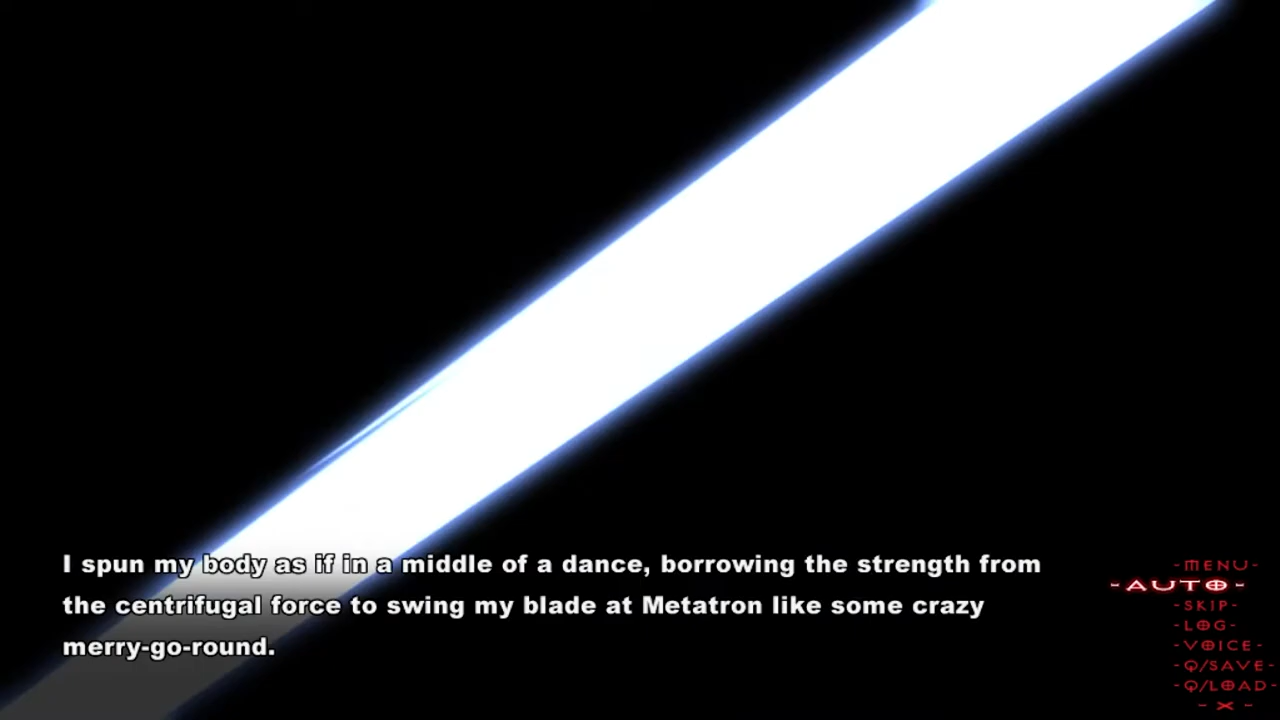 I spun my body as if in a middle of a dance, borrowing the strength from
the centrifugal force to swing my blade at Metatron like some crazy
merry-go-round.
-MENU-
-AUTO-
-SKIP-
-LOG-
-VOICE-
-Q/SAVE-
-Q/LOAD-
-X-